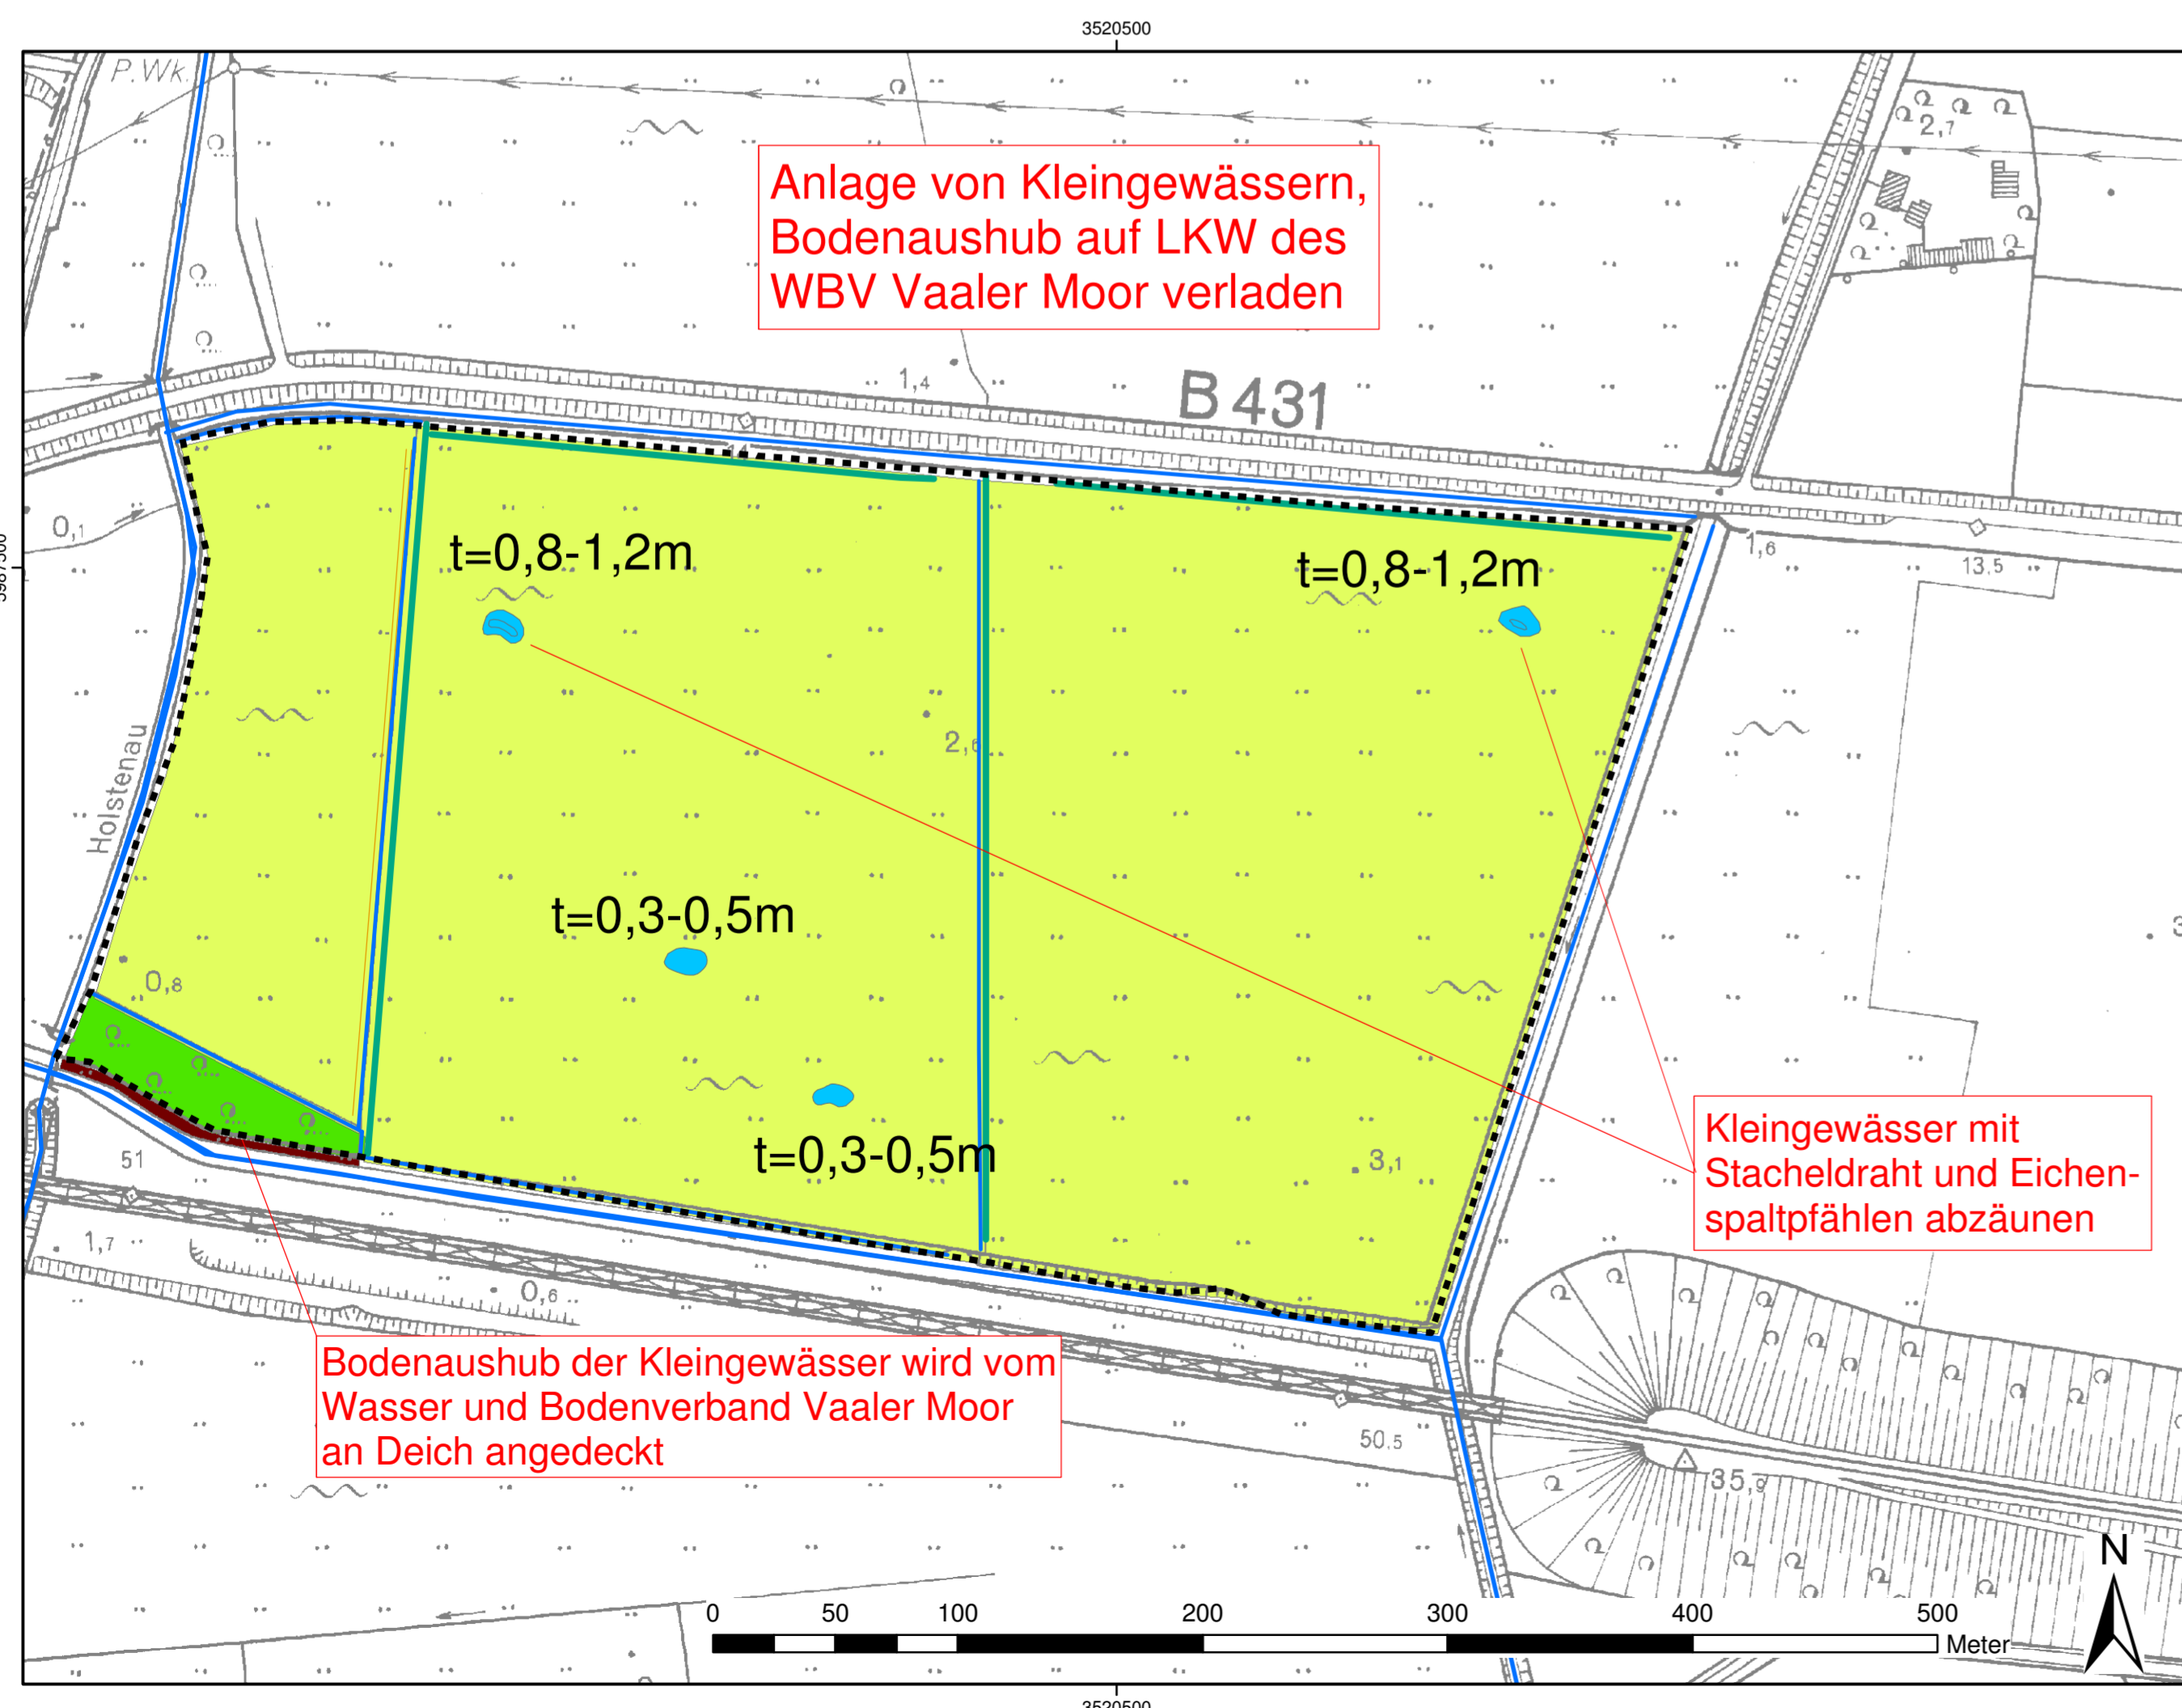 3520500
P.Wk.
2,7
Anlage von Kleingewässern,
Bodenaushub auf LKW des
WBV Vaaler Moor verladen
1,4
B 431
0,1
t=0,8-1,2m
t=0,8-1,2m
1,6
13,5
Holstenau
2,6
t=0,3-0,5m
0,8
t=0,3-0,5m
51
3,1
Kleingewässer mit
Stacheldraht und Eichen-
spaltpfählen abzäunen
1,7
0,6
Bodenaushub der Kleingewässer wird vom
Wasser und Bodenverband Vaaler Moor
an Deich angedeckt
50,5
35,9
N
0 50 100 200 300 400 500
Meter
3520500